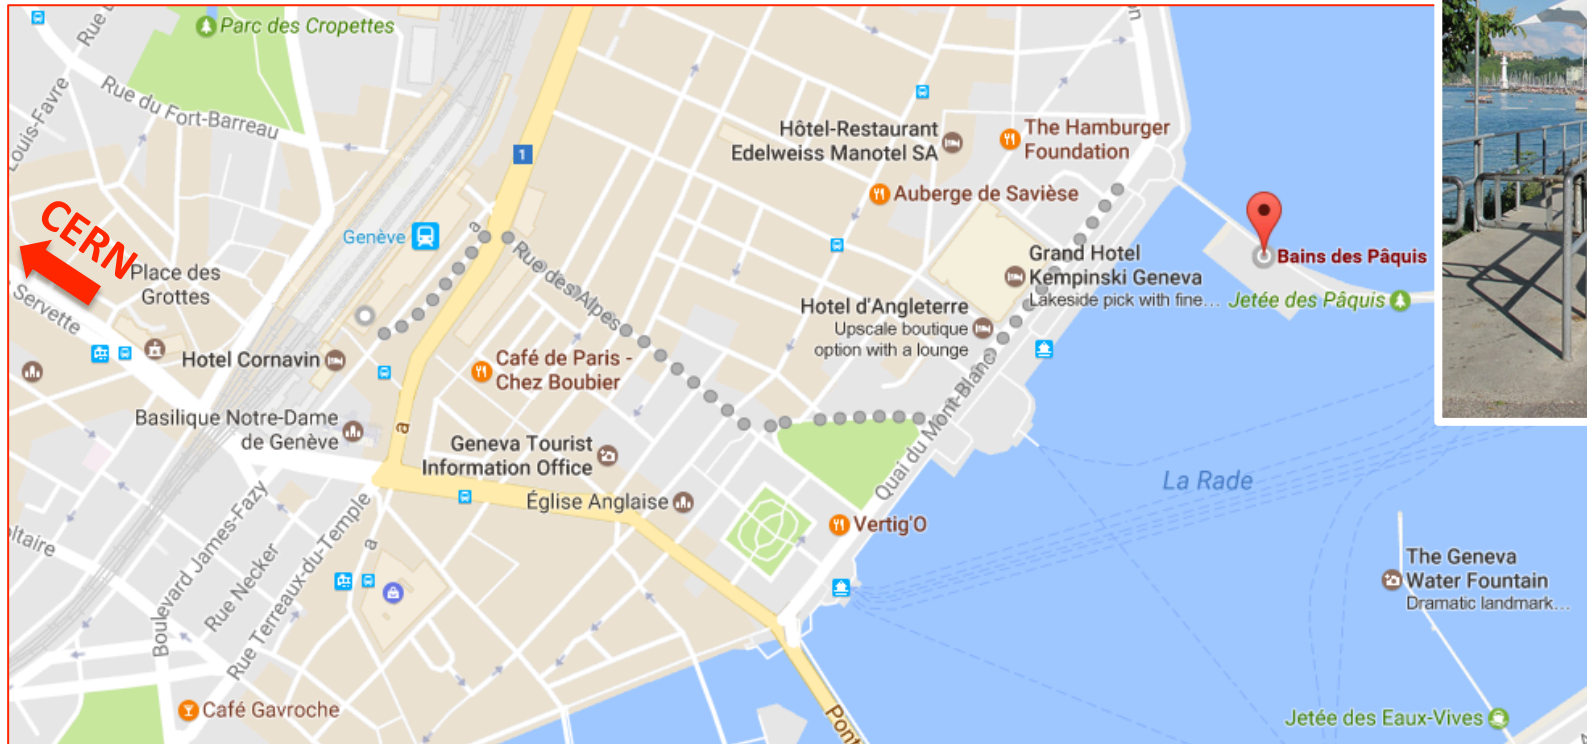 Parc des Cropettes
Rue du Fort-Barreau
Louis-Favre
1
Hôtel-Restaurant
Edelweiss Manotel SA
The Hamburger
Foundation
Auberge de Savièse
CERN
Genève
a
Rue des Alpes
Place des
Grottes
Servette
Grand Hotel
Kempinski Geneva
Lakeside pick with fine...
Bains des Pâquis
Jetée des Pâquis
Hotel d'Angleterre
Upscale boutique
option with a lounge
Hotel Cornavin
Café de Paris -
Chez Boubier
Basilique Notre-Dame
de Genève
a
Geneva Tourist
Information Office
Quai du Mont-Blanc
La Rade
Église Anglaise
Vertig'O
ltaire
Boulevard James-Fazy
Rue Necker
Rue Terreaux-du-Temple
a
The Geneva
Water Fountain
Dramatic landmark...
Café Gavroche
Pont
Jetée des Eaux-Vives